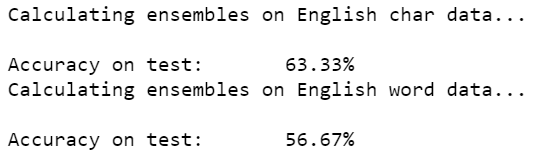 Calculating ensembles on English char data...
Accuracy on test: 63.33%
Calculating ensembles on English word data...
Accuracy on test: 56.67%